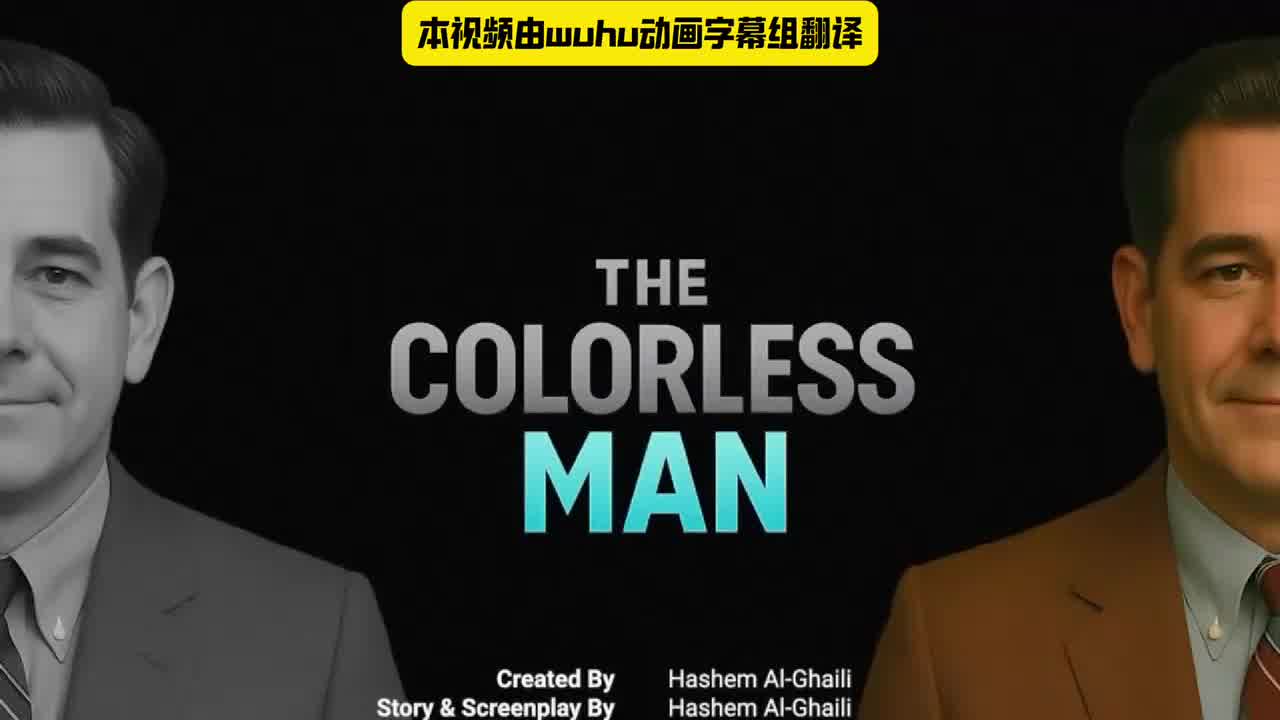 本视频由wuhu动画字幕组翻译
THE
COLORLESS
MAN
Created By Hashem Al-Ghaili
Story & Screenplay By Hashem Al-Ghaili